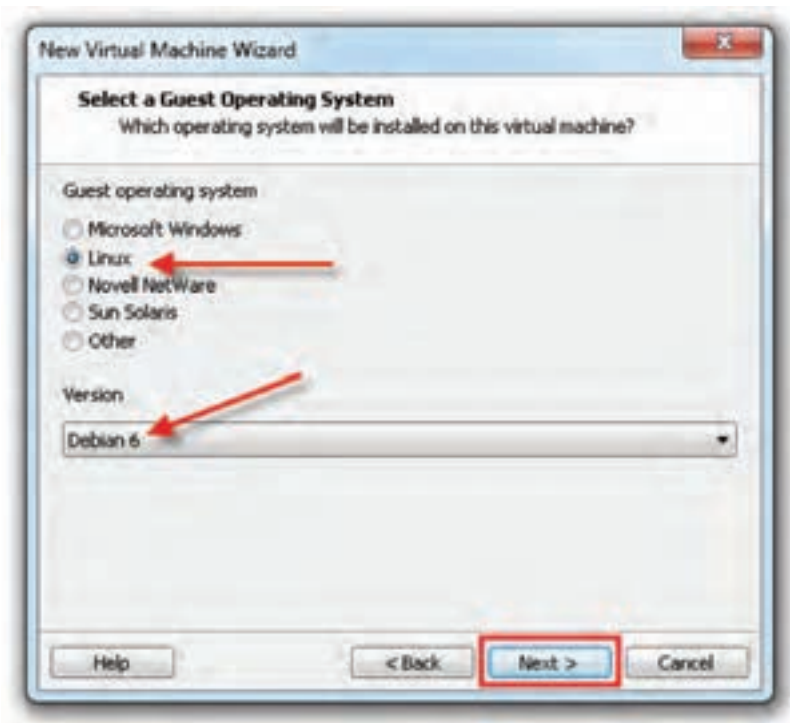 New Virtual Machine Wizard
Select a Guest Operating System
Which operating system will be installed on this virtual machine?
Guest operating system
Microsoft Windows
Linux
Novell NetWare
Sun Solaris
Other
Version
Debian 6
Help
< Back
Next >
Cancel